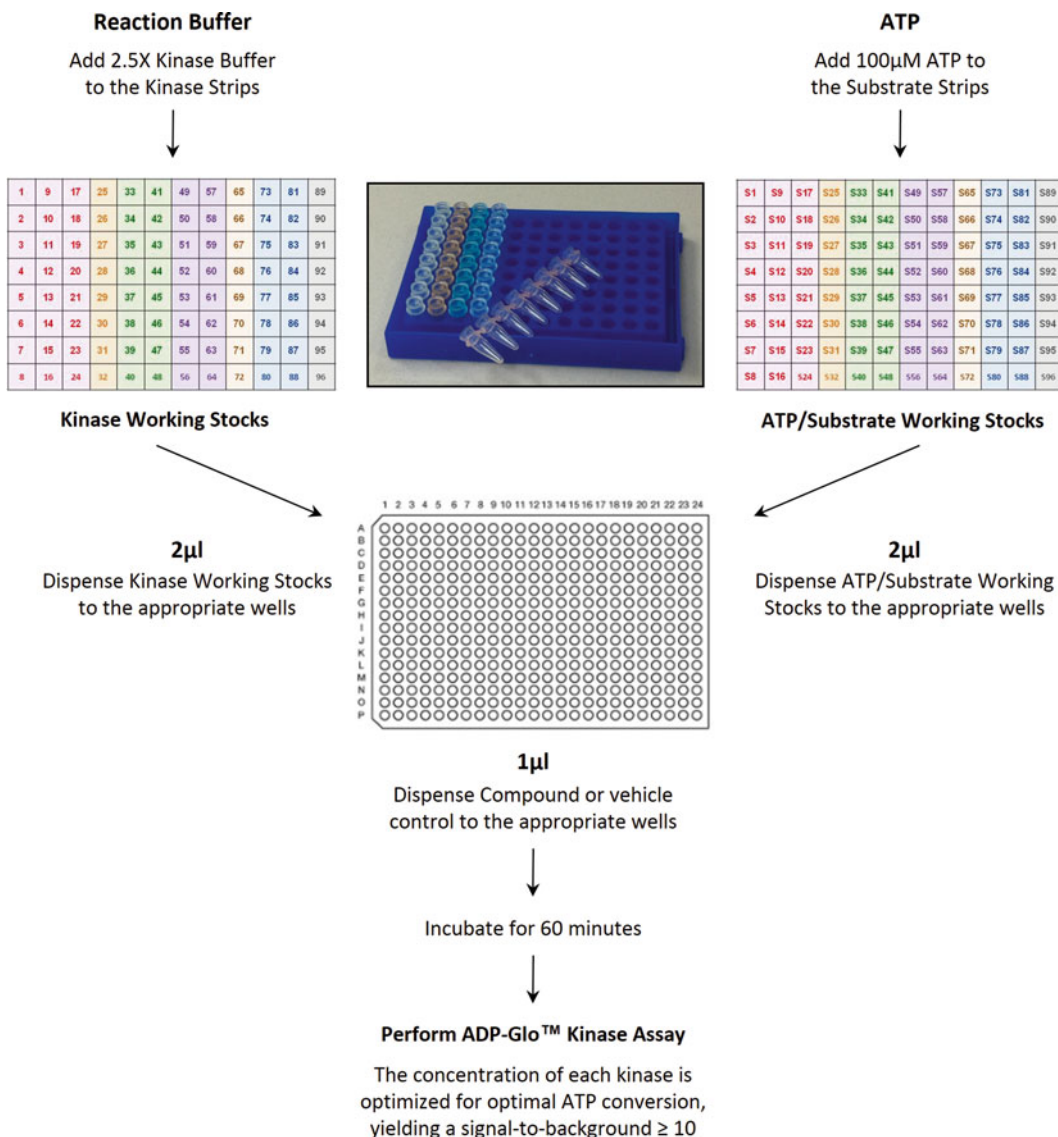 Reaction Buffer
Add 2.5X Kinase Buffer
to the Kinase Strips
ATP
Add 100µM ATP to
the Substrate Strips
1 9 17 25 33 41 49 57 65 73 81 89
2 10 18 26 34 42 50 58 66 74 82 90
3 11 19 27 35 43 51 59 67 75 83 91
4 12 20 28 36 44 52 60 68 76 84 92
5 13 21 29 37 45 53 61 69 77 85 93
6 14 22 30 38 46 54 62 70 78 86 94
7 15 23 31 39 47 55 63 71 79 87 95
8 16 24 32 40 48 56 64 72 80 88 96
Kinase Working Stocks
S1 S9 S17 S25 S33 S41 S49 S57 S65 S73 S81 S89
S2 S10 S18 S26 S34 S42 S50 S58 S66 S74 S82 S90
S3 S11 S19 S27 S35 S43 S51 S59 S67 S75 S83 S91
S4 S12 S20 S28 S36 S44 S52 S60 S68 S76 S84 S92
S5 S13 S21 S29 S37 S45 S53 S61 S69 S77 S85 S93
S6 S14 S22 S30 S38 S46 S54 S62 S70 S78 S86 S94
S7 S15 S23 S31 S39 S47 S55 S63 S71 S79 S87 S95
S8 S16 S24 S32 S40 S48 S56 S64 S72 S80 S88 S96
ATP/Substrate Working Stocks
2µl
Dispense Kinase Working Stocks
to the appropriate wells
1 2 3 4 5 6 7 8 9 10 11 12 13 14 15 16 17 18 19 20 21 22 23 24
A
B
C
D
E
F
G
H
I
J
K
L
M
N
O
P
2µl
Dispense ATP/Substrate Working
Stocks to the appropriate wells
1µl
Dispense Compound or vehicle
control to the appropriate wells
Incubate for 60 minutes
Perform ADP-Glo™ Kinase Assay
The concentration of each kinase is
optimized for optimal ATP conversion,
yielding a signal-to-background ≥ 10